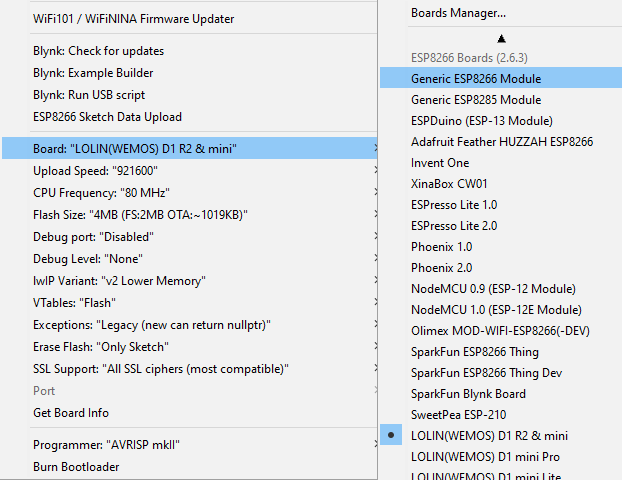 WiFi101 / WiFiNINA Firmware Updater
Blynk: Check for updates
Blynk: Example Builder
Blynk: Run USB script
ESP8266 Sketch Data Upload
Board: "LOLIN(WEMOS) D1 R2 & mini"
Upload Speed: "921600"
CPU Frequency: "80 MHz"
Flash Size: "4MB (FS:2MB OTA:~1019KB)"
Debug port: "Disabled"
Debug Level: "None"
lwIP Variant: "v2 Lower Memory"
VTables: "Flash"
Exceptions: "Legacy (new can return nullptr)"
Erase Flash: "Only Sketch"
SSL Support: "All SSL ciphers (most compatible)"
Port
Get Board Info
Programmer: "AVRISP mkII"
Burn Bootloader
Boards Manager...
ESP8266 Boards (2.6.3)
Generic ESP8266 Module
Generic ESP8285 Module
ESPDuino (ESP-13 Module)
Adafruit Feather HUZZAH ESP8266
Invent One
XinaBox CW01
ESPresso Lite 1.0
ESPresso Lite 2.0
Phoenix 1.0
Phoenix 2.0
NodeMCU 0.9 (ESP-12 Module)
NodeMCU 1.0 (ESP-12E Module)
Olimex MOD-WIFI-ESP8266(-DEV)
SparkFun ESP8266 Thing
SparkFun ESP8266 Thing Dev
SparkFun Blynk Board
SweetPea ESP-210
LOLIN(WEMOS) D1 R2 & mini
LOLIN(WEMOS) D1 mini Pro
LOLIN(WEMOS) D1 mini Lite